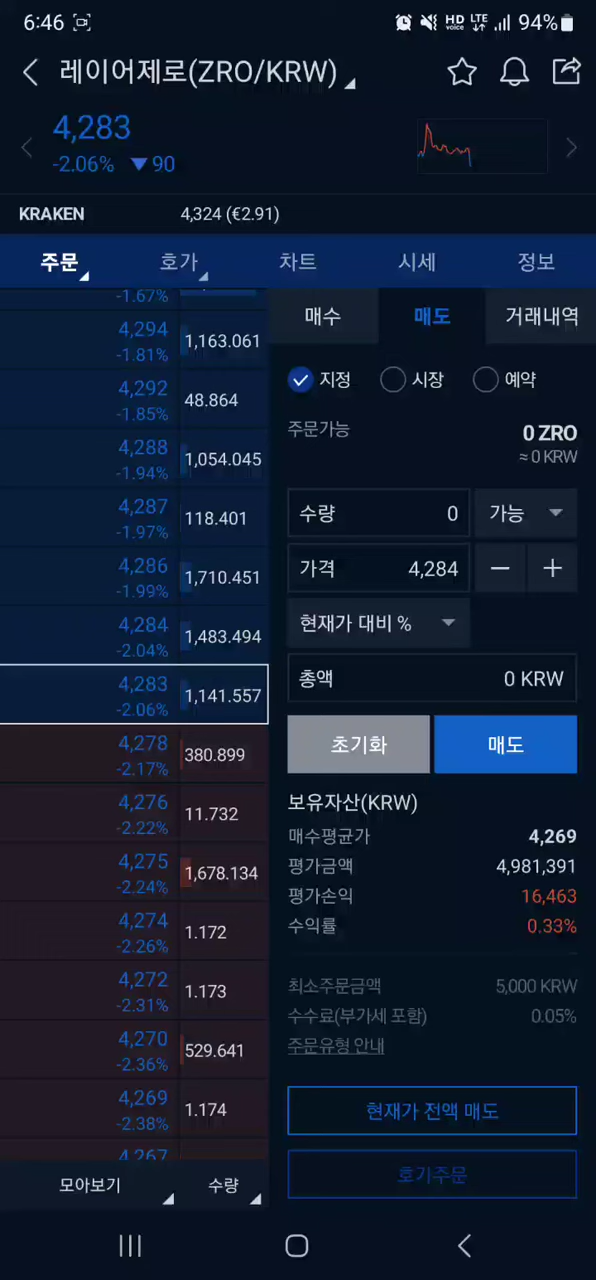 6:46
HD voice LTE 94%
레이어제로(ZRO/KRW)
4,283
-2.06% ▼90
KRAKEN 4,324 (€2.91)
주문 호가 차트 시세 정보
-1.67%
4,294 1,163.061
-1.81%
4,292 48.864
-1.85%
4,288 1,054.045
-1.94%
4,287 118.401
-1.97%
4,286 1,710.451
-1.99%
4,284 1,483.494
-2.04%
4,283 1,141.557
-2.06%
4,278 380.899
-2.17%
4,276 11.732
-2.22%
4,275 1,678.134
-2.24%
4,274 1.172
-2.26%
4,272 1.173
-2.31%
4,270 529.641
-2.36%
4,269 1.174
-2.38%
4,267
모아보기 수량
매수 매도 거래내역
지정 시장 예약
주문가능 0 ZRO
≈ 0 KRW
수량 0 가능
가격 4,284 − +
현재가 대비 %
총액 0 KRW
초기화 매도
보유자산(KRW)
매수평균가 4,269
평가금액 4,981,391
평가손익 16,463
수익률 0.33%
최소주문금액 5,000 KRW
수수료(부가세 포함) 0.05%
주문유형 안내
현재가 전액 매도
호가주문